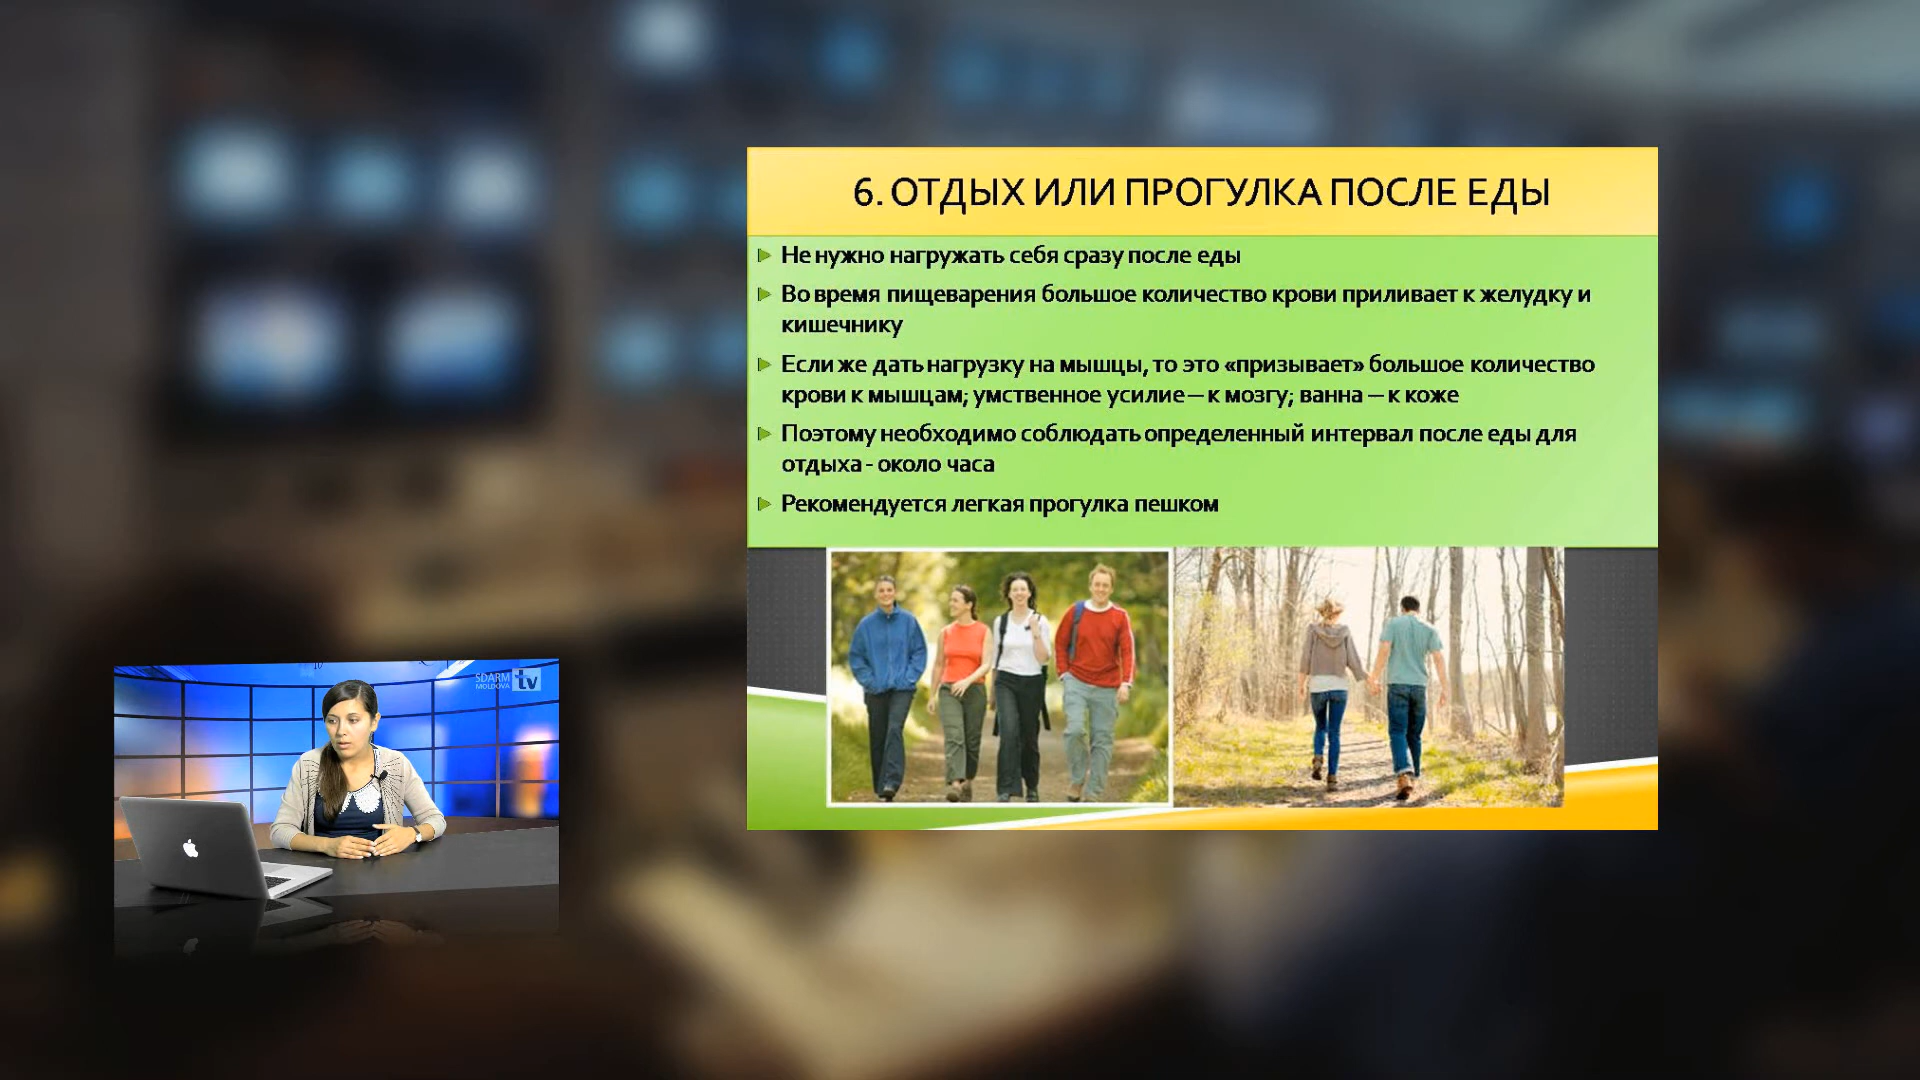 6. ОТДЫХ ИЛИ ПРОГУЛКА ПОСЛЕ ЕДЫ
Не нужно нагружать себя сразу после еды
Во время пищеварения большое количество крови приливает к желудку и
кишечнику
Если же дать нагрузку на мышцы, то это «призывает» большое количество
крови к мышцам; умственное усилие – к мозгу; ванна – к коже
Поэтому необходимо соблюдать определенный интервал после еды для
отдыха - около часа
Рекомендуется легкая прогулка пешком
SDARM
MOLDOVA tv